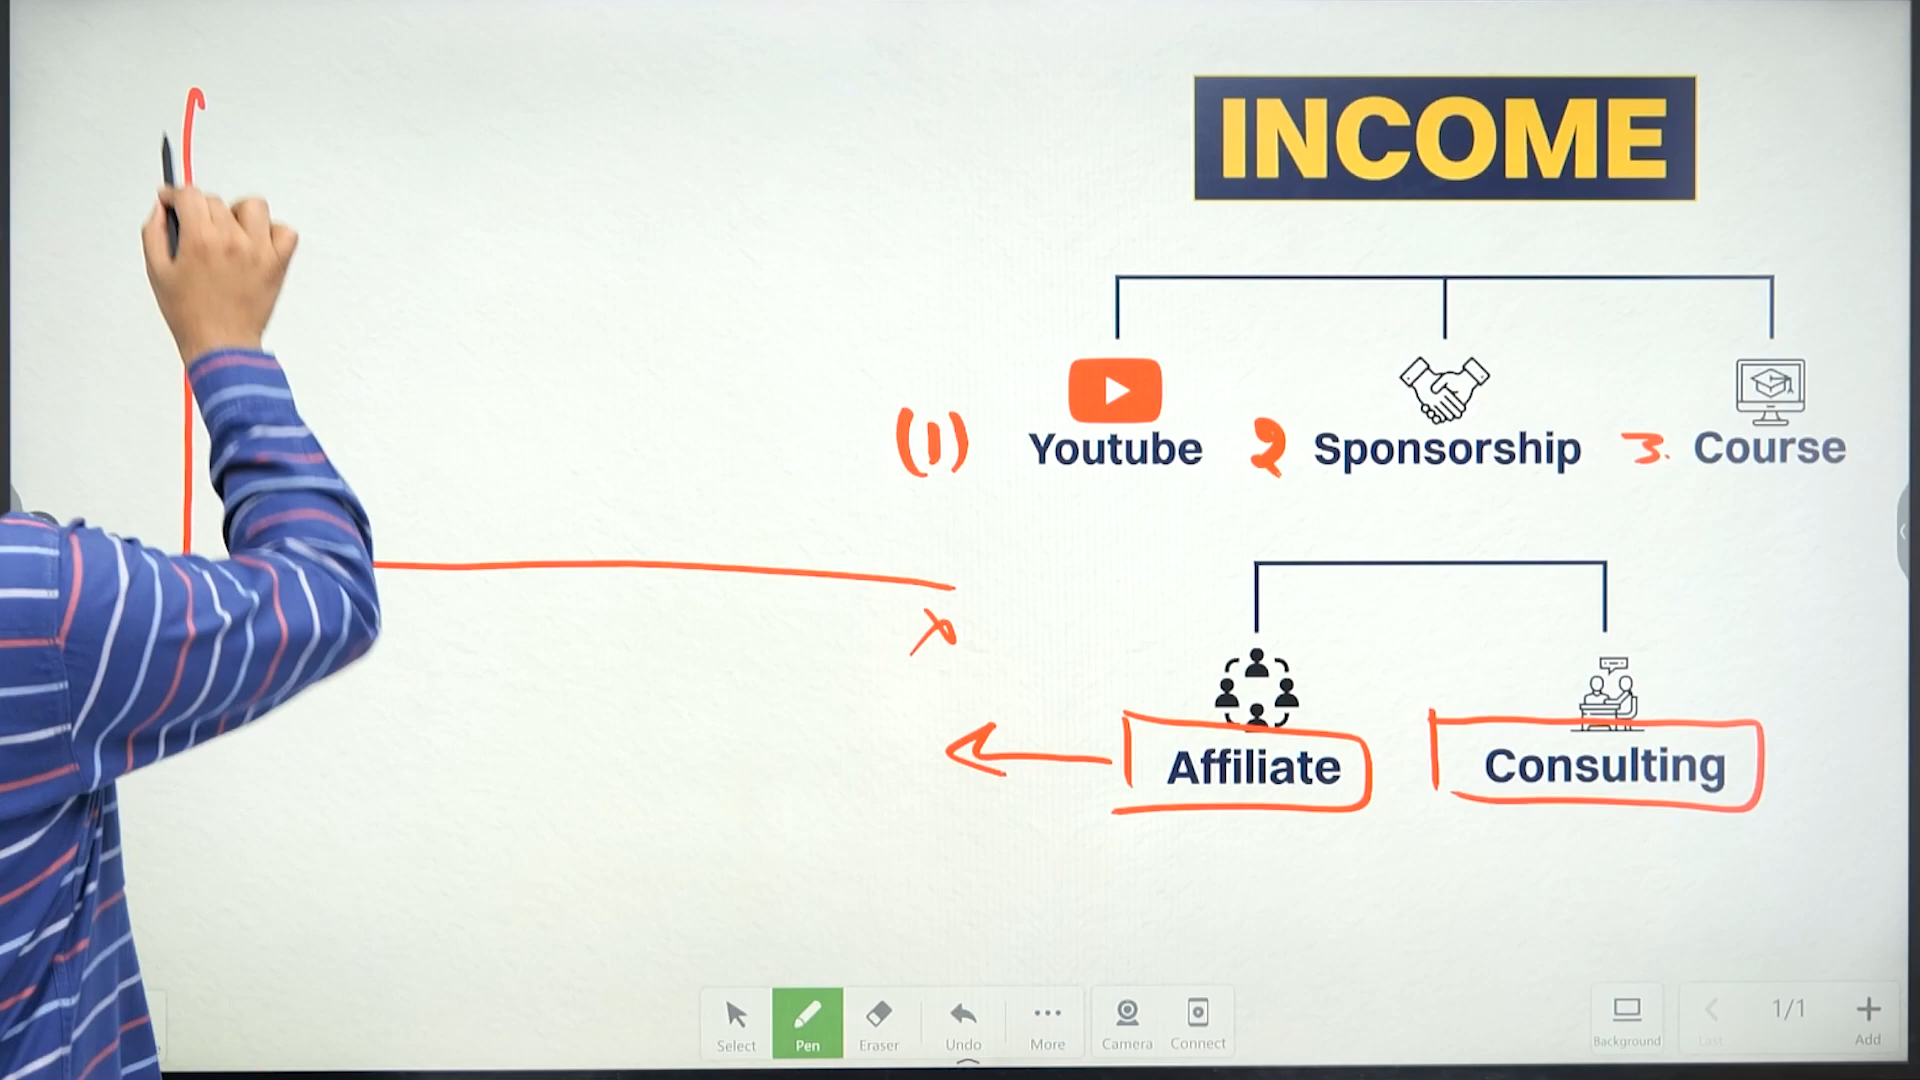 INCOME
(1) Youtube 2 Sponsorship 3. Course
x
Affiliate Consulting
Select Pen Eraser Undo More Camera Connect Background Last 1/1 Add